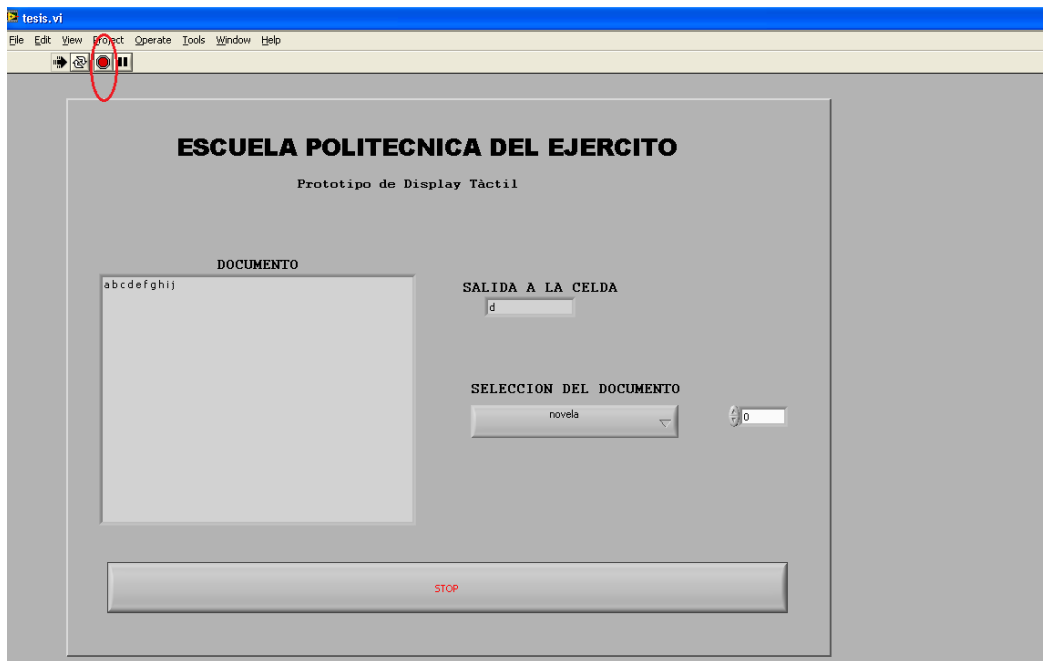 tesis.vi
File Edit View Project Operate Tools Window Help
ESCUELA POLITECNICA DEL EJERCITO
Prototipo de Display Tàctil
DOCUMENTO
abcdefghij
SALIDA A LA CELDA
d
SELECCION DEL DOCUMENTO
novela
0
STOP